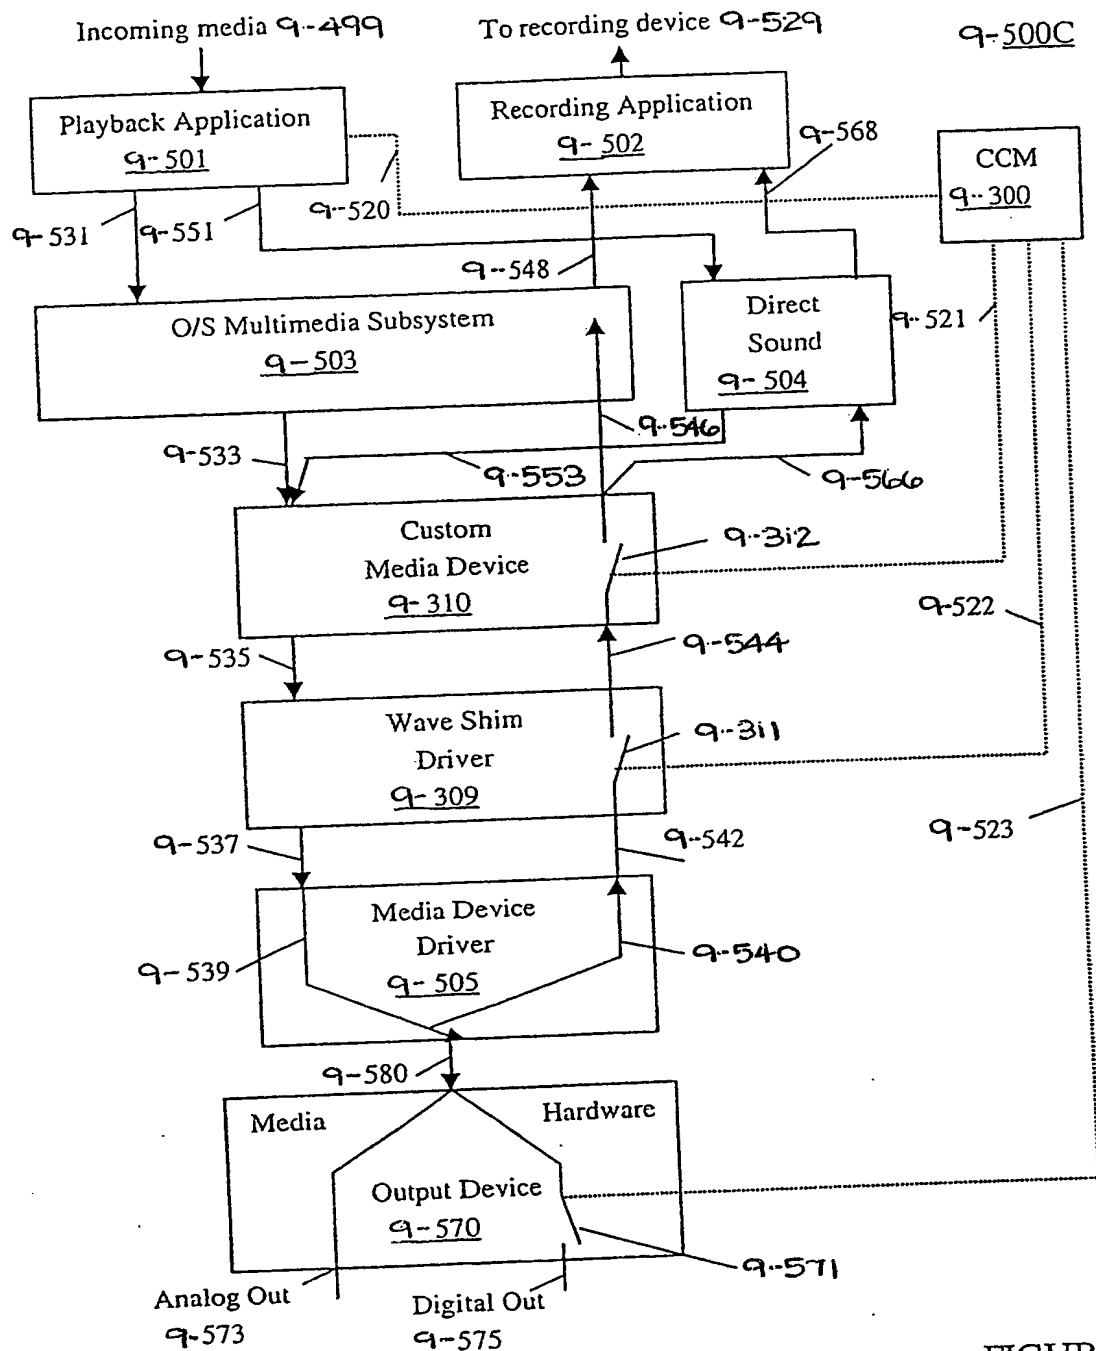 Incoming media 9-499
To recording device 9-529
9-500C
Playback Application
9-501
Recording Application
9-502
9-568
CCM
9-300
9-520
9-531
9-551
9-548
O/S Multimedia Subsystem
9-503
Direct
Sound
9-504
9-521
9-546
9-533
9-553
9-566
Custom
Media Device
9-310
9-312
9-522
9-535
9-544
Wave Shim
Driver
9-309
9-311
9-537
9-542
9-523
Media Device
Driver
9-505
9-539
9-540
9-580
Media
Hardware
Output Device
9-570
9-571
Analog Out
9-573
Digital Out
9-575